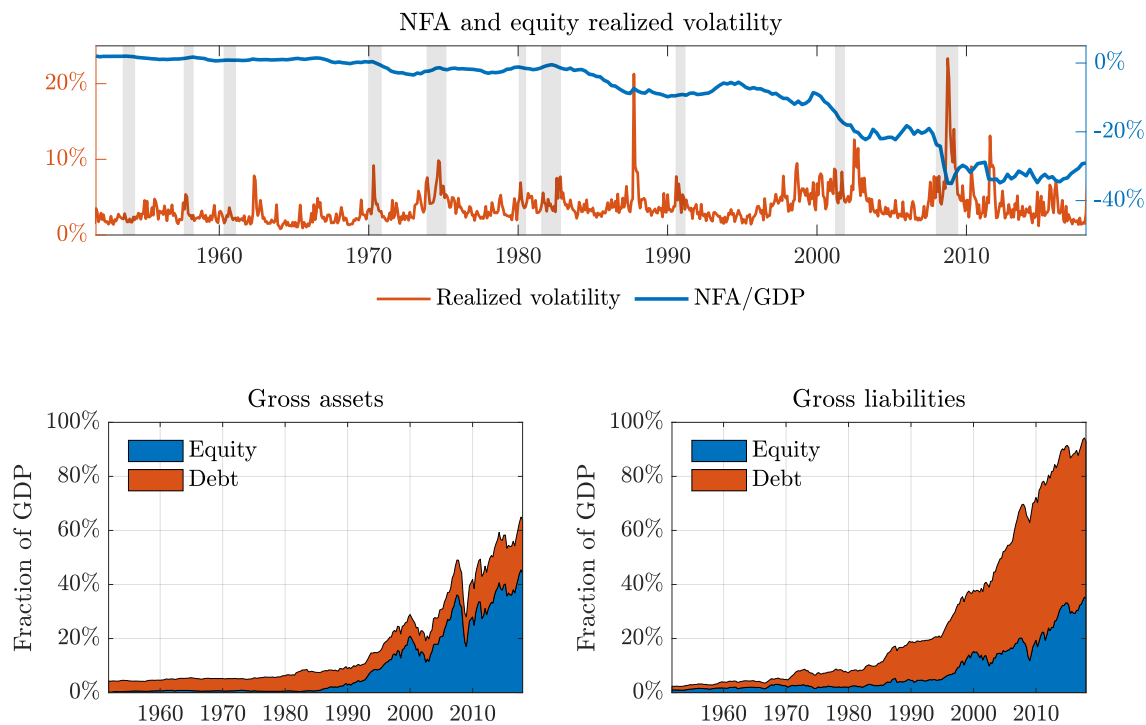 NFA and equity realized volatility
20%
10%
0%
0%
-20%
-40%
1960 1970 1980 1990 2000 2010
Realized volatility NFA/GDP
Gross assets
Fraction of GDP
100%
80%
60%
40%
20%
0%
Equity
Debt
1960 1970 1980 1990 2000 2010
Gross liabilities
Fraction of GDP
100%
80%
60%
40%
20%
0%
Equity
Debt
1960 1970 1980 1990 2000 2010